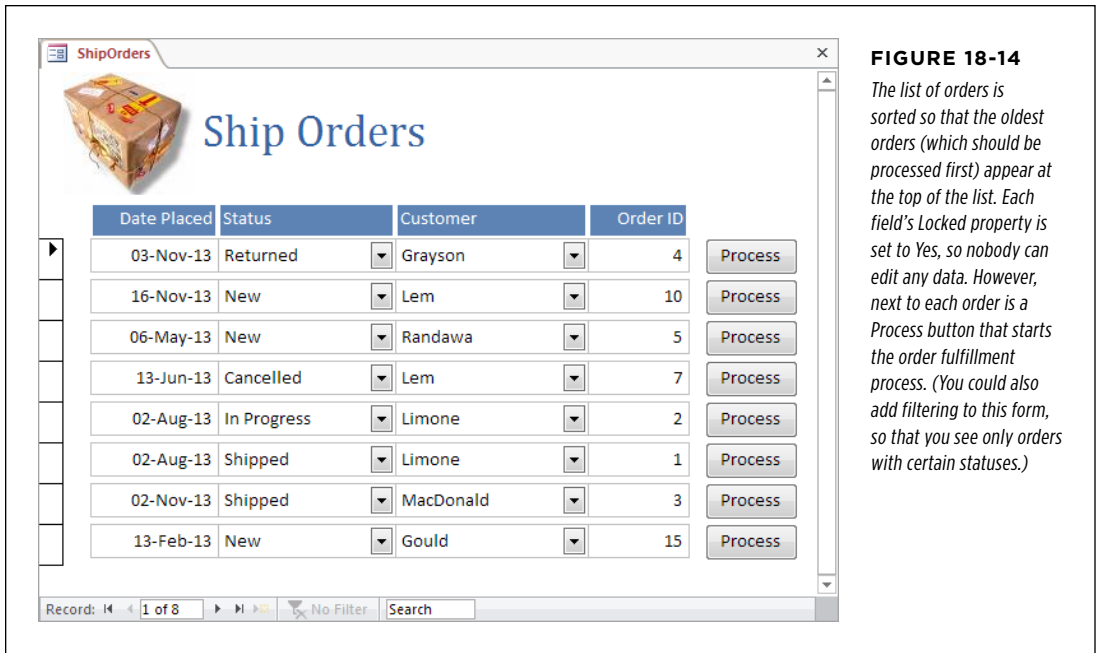 ShipOrders
Ship Orders
Date Placed Status Customer Order ID
03-Nov-13 Returned Grayson 4 Process
16-Nov-13 New Lem 10 Process
06-May-13 New Randawa 5 Process
13-Jun-13 Cancelled Lem 7 Process
02-Aug-13 In Progress Limone 2 Process
02-Aug-13 Shipped Limone 1 Process
02-Nov-13 Shipped MacDonald 3 Process
13-Feb-13 New Gould 15 Process
Record: 1 of 8 No Filter Search
FIGURE 18-14
The list of orders is
sorted so that the oldest
orders (which should be
processed first) appear at
the top of the list. Each
field's Locked property is
set to Yes, so nobody can
edit any data. However,
next to each order is a
Process button that starts
the order fulfillment
process. (You could also
add filtering to this form,
so that you see only orders
with certain statuses.)